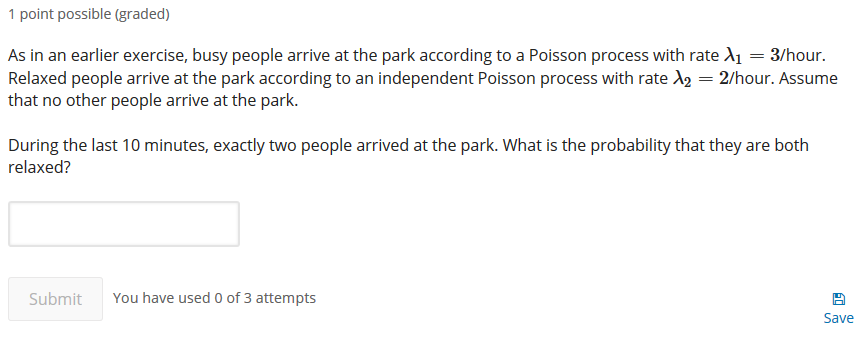 1 point possible (graded)
As in an earlier exercise, busy people arrive at the park according to a Poisson process with rate λ₁ = 3/hour.
Relaxed people arrive at the park according to an independent Poisson process with rate λ₂ = 2/hour. Assume
that no other people arrive at the park.
During the last 10 minutes, exactly two people arrived at the park. What is the probability that they are both
relaxed?
Submit
You have used 0 of 3 attempts
Save